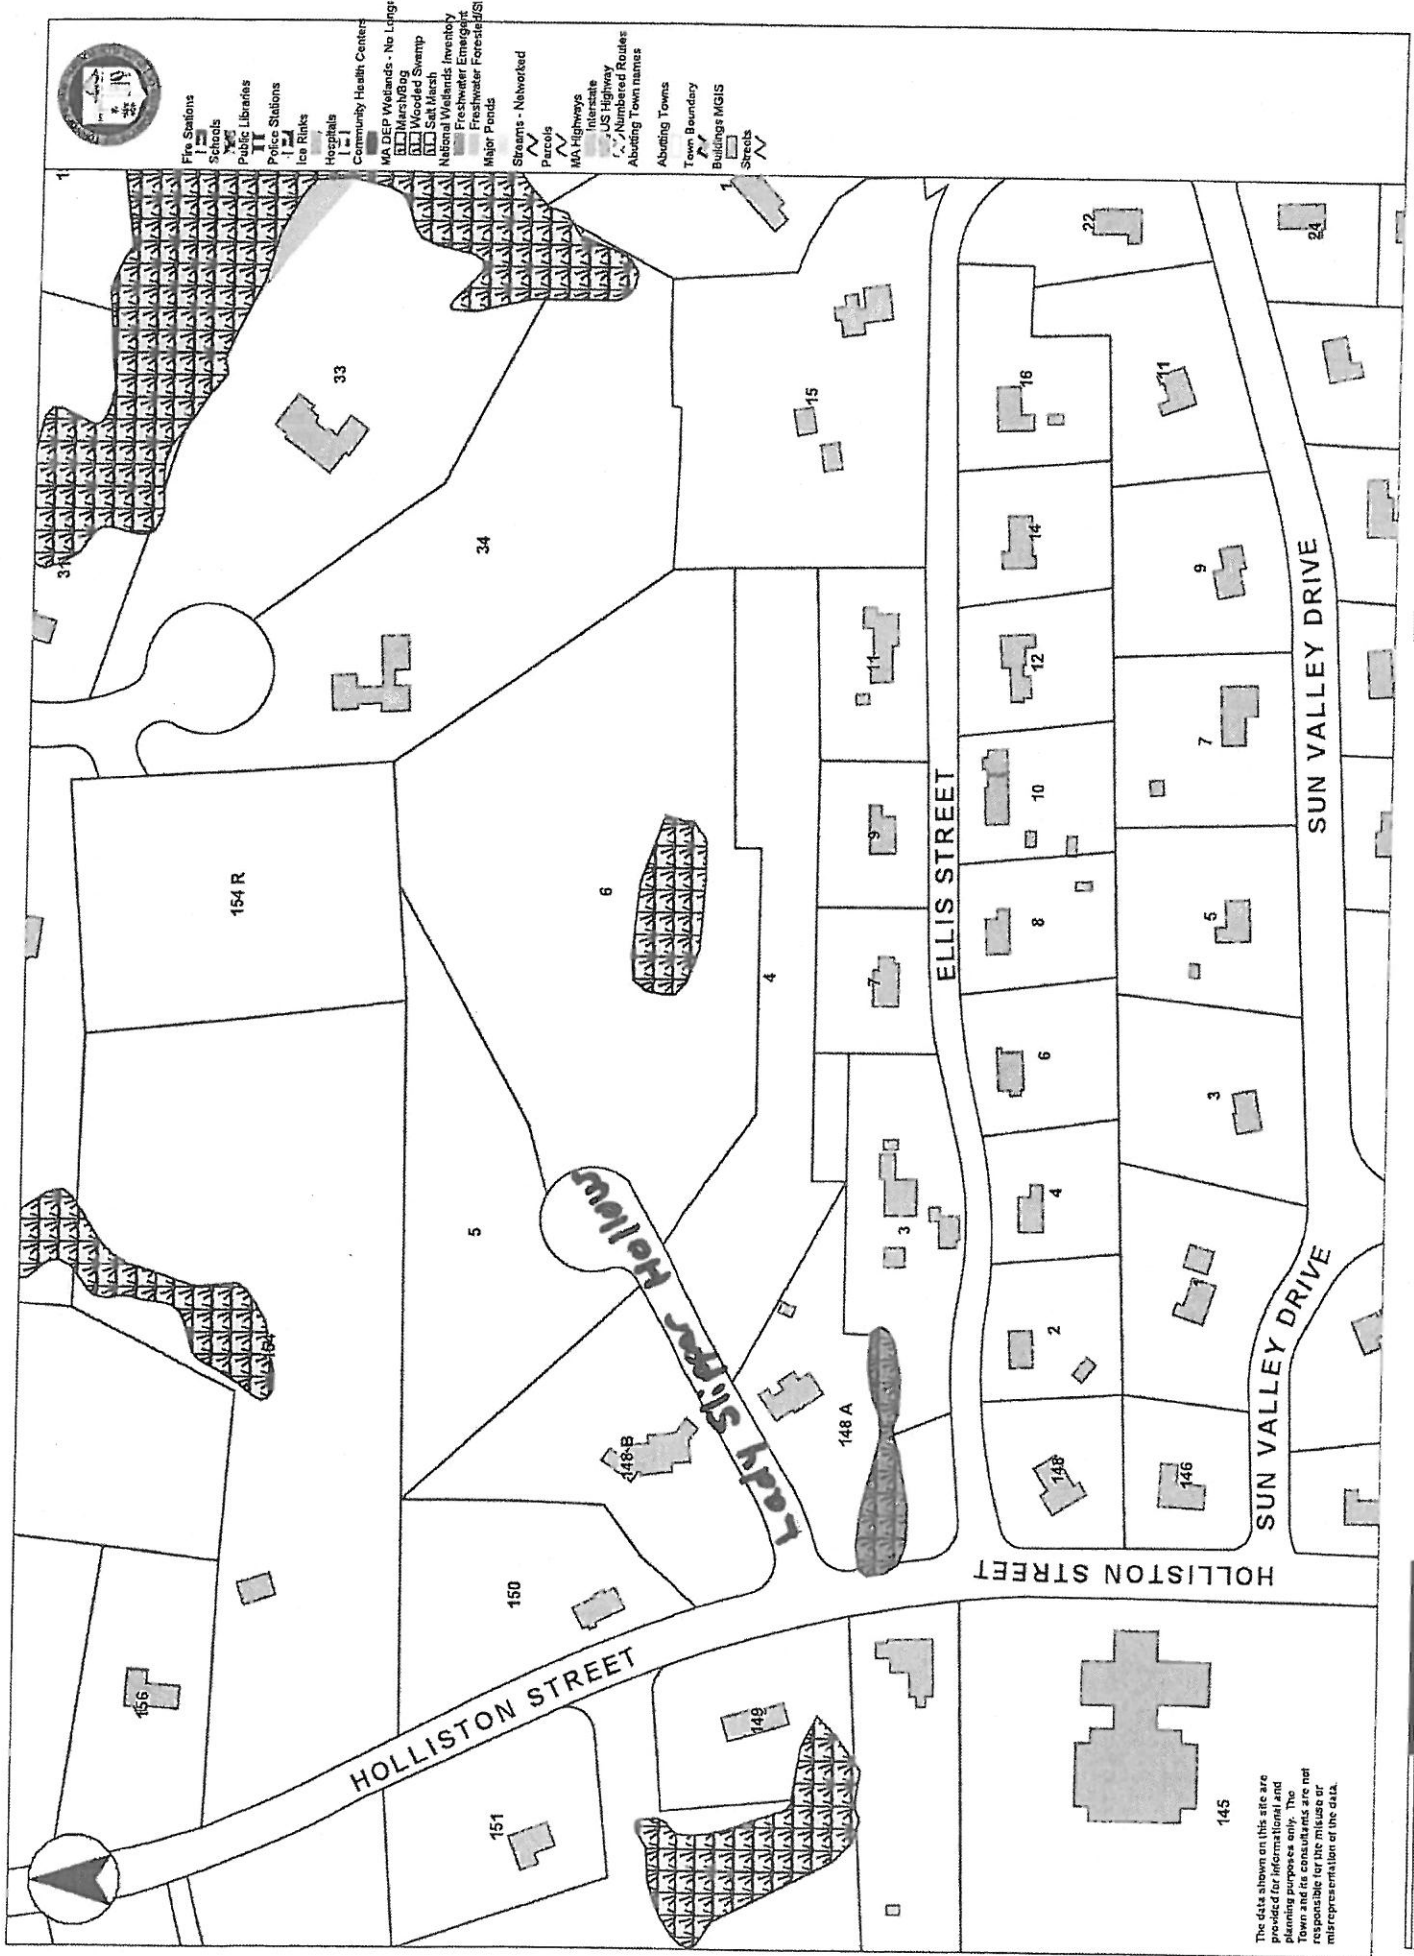 Fire Stations
Schools
Public Libraries
Police Stations
Ice Rinks
Hospitals
Community Health Centers
MA DEP Wetlands - No Longe
Marsh/Bog
Wooded Swamp
Salt Marsh
National Wetlands Inventory
Freshwater Emergent
Freshwater Forested/S
Major Ponds
Streams - Networked
Parcels
MA Highways
Interstate
US Highway
Numbered Routes
Abutting Town names
Abutting Towns
Town Boundary
Buildings MGIS
Streets
31
33
34
154 R
154
156
5
6
4
15
150
151
149
148-B
148 A
Lady Slipper Hollow
3
7
9
11
ELLIS STREET
HOLLISTON STREET
HOLLISTON STREET
148
2
4
6
8
10
12
14
16
22
146
1
3
5
7
9
11
24
SUN VALLEY DRIVE
SUN VALLEY DRIVE
145
The data shown on this site are
provided for informational and
planning purposes only. The
Town and its consultants are not
responsible for the misuse or
misrepresentation of the data.